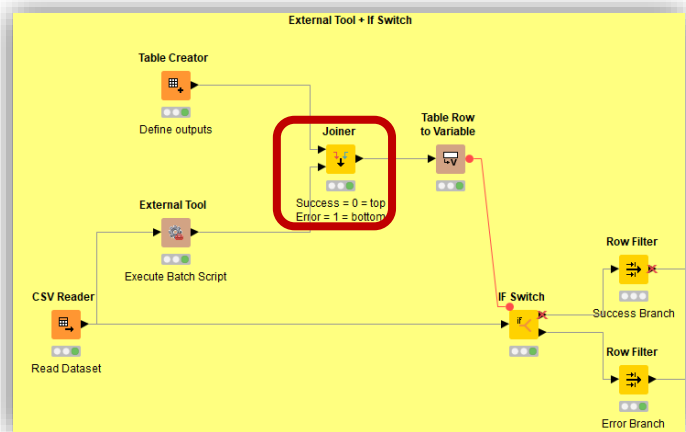 External Tool + If Switch
Table Creator
Define outputs
Joiner
Success = 0 = top
Error = 1 = bottom
Table Row
to Variable
External Tool
Execute Batch Script
CSV Reader
Read Dataset
IF Switch
Row Filter
Success Branch
Row Filter
Error Branch